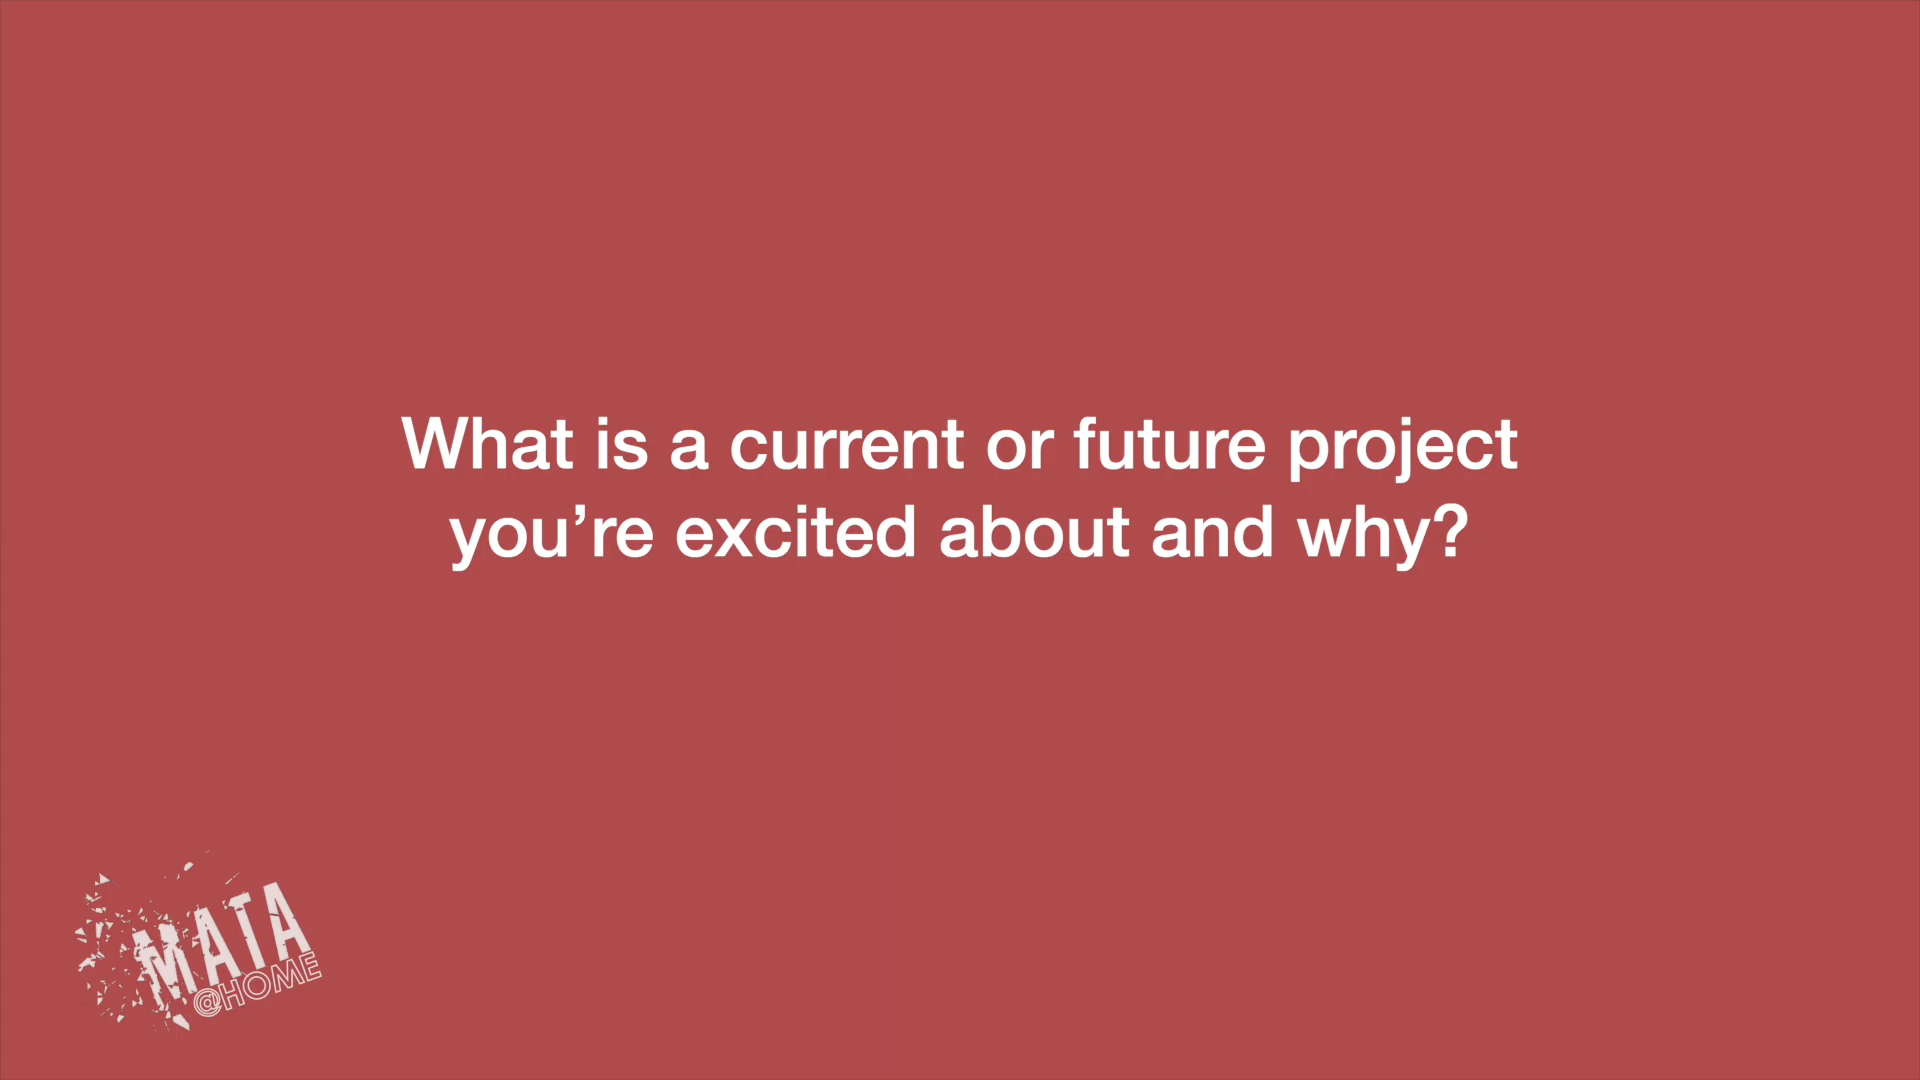 What is a current or future project
you’re excited about and why?
MATA
@HOME